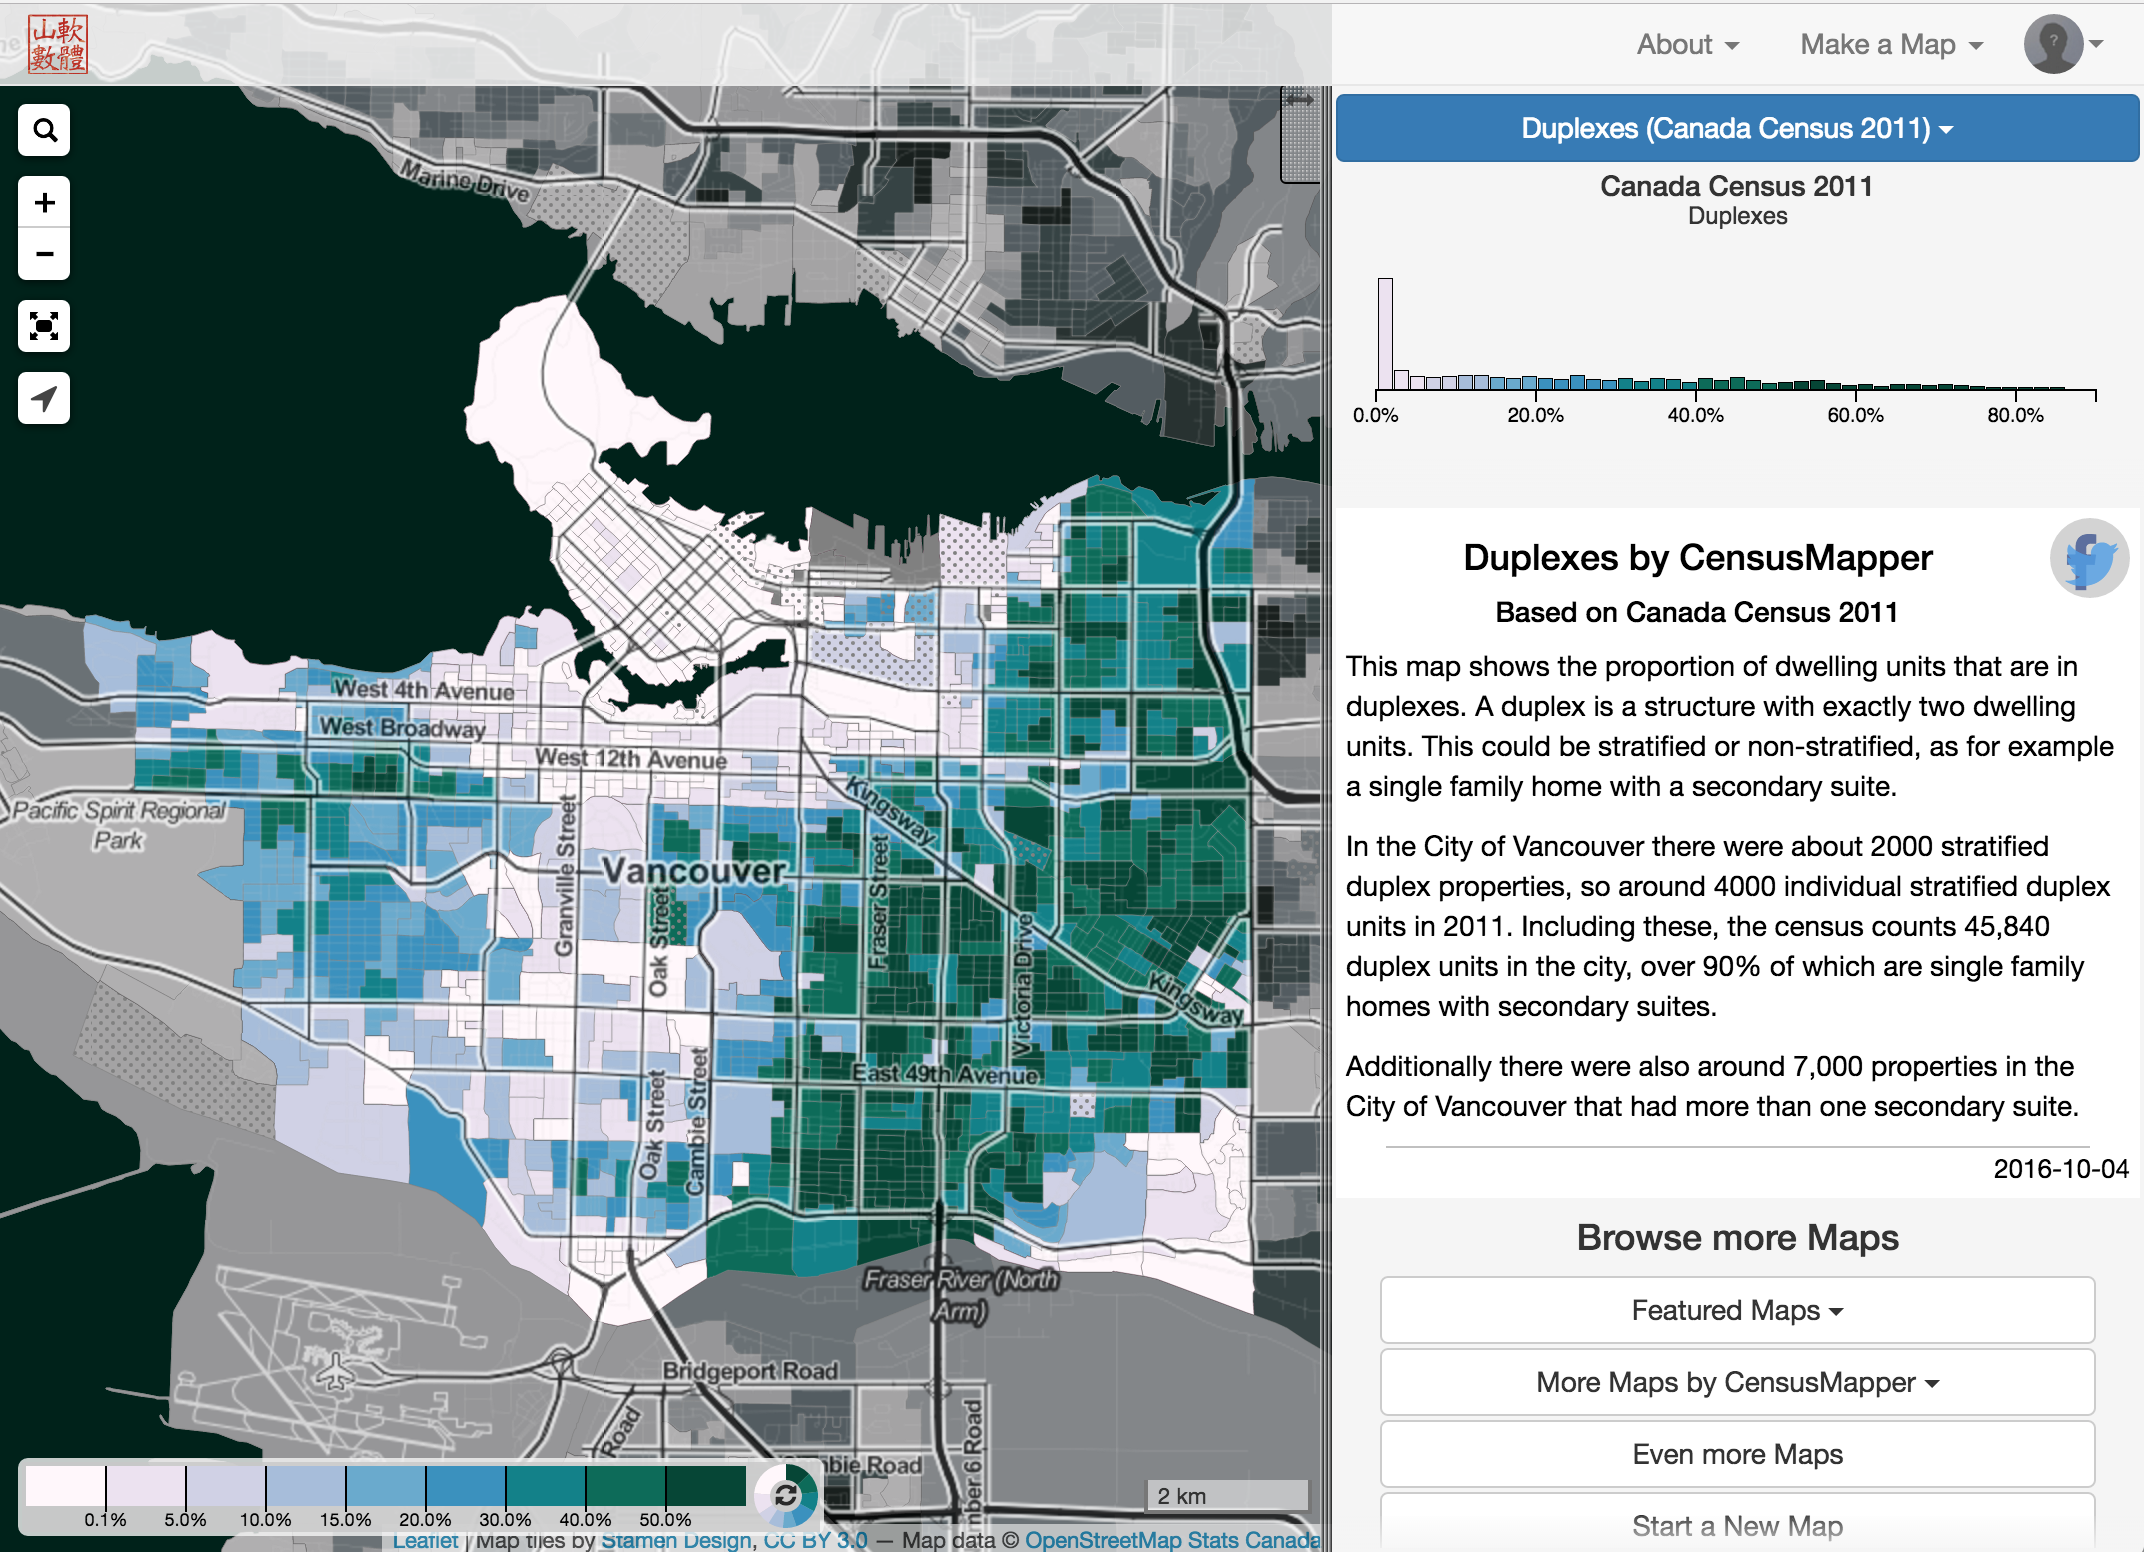 山軟
數體
About
Make a Map
Duplexes (Canada Census 2011)
Canada Census 2011
Duplexes
0.0% 20.0% 40.0% 60.0% 80.0%
Duplexes by CensusMapper
Based on Canada Census 2011
This map shows the proportion of dwelling units that are in
duplexes. A duplex is a structure with exactly two dwelling
units. This could be stratified or non-stratified, as for example
a single family home with a secondary suite.
In the City of Vancouver there were about 2000 stratified
duplex properties, so around 4000 individual stratified duplex
units in 2011. Including these, the census counts 45,840
duplex units in the city, over 90% of which are single family
homes with secondary suites.
Additionally there were also around 7,000 properties in the
City of Vancouver that had more than one secondary suite.
2016-10-04
Browse more Maps
Featured Maps
More Maps by CensusMapper
Even more Maps
Start a New Map
Marine Drive
West 4th Avenue
West Broadway
West 12th Avenue
Kingsway
Pacific Spirit Regional
Park
Vancouver
Granville Street
Oak Street
Fraser Street
Victoria Drive
Kingsway
East 49th Avenue
Oak Street
Cambie Street
Fraser River (North
Arm)
Bridgeport Road
Road
mbie Road
mber 6 Road
+
−
2 km
0.1% 5.0% 10.0% 15.0% 20.0% 30.0% 40.0% 50.0%
Leaflet | Map tiles by Stamen Design, CC BY 3.0 — Map data © OpenStreetMap Stats Canada